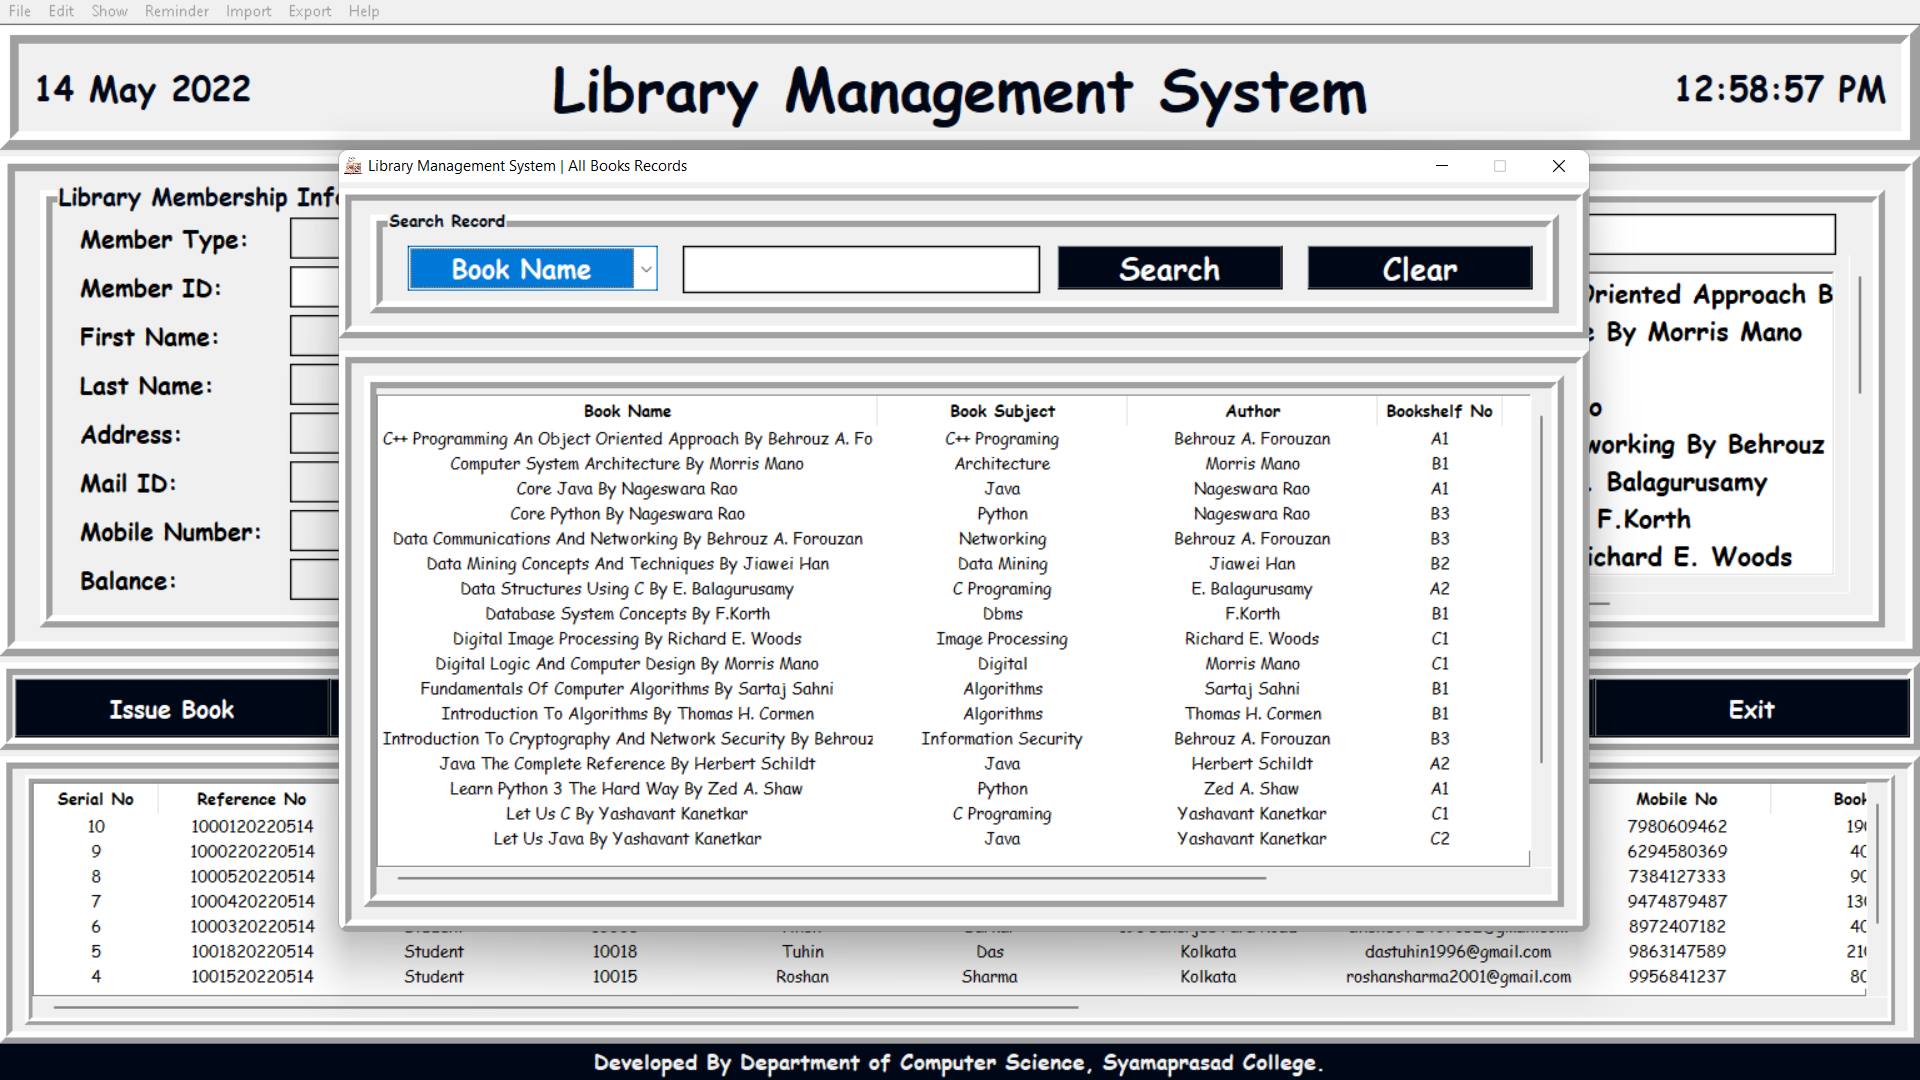 File Edit Show Reminder Import Export Help
14 May 2022 Library Management System 12:58:57 PM
Library Management System | All Books Records
Library Membership
Member Type:
Member ID:
First Name:
Last Name:
Address:
Mail ID:
Mobile Number:
Balance:
Search Record
Book Name Search Clear
Book Name Book Subject Author Bookshelf No
C++ Programming An Object Oriented Approach By Behrouz A. Fo C++ Programing Behrouz A. Forouzan A1
Computer System Architecture By Morris Mano Architecture Morris Mano B1
Core Java By Nageswara Rao Java Nageswara Rao A1
Core Python By Nageswara Rao Python Nageswara Rao B3
Data Communications And Networking By Behrouz A. Forouzan Networking Behrouz A. Forouzan B3
Data Mining Concepts And Techniques By Jiawei Han Data Mining Jiawei Han B2
Data Structures Using C By E. Balagurusamy C Programing E. Balagurusamy A2
Database System Concepts By F.Korth Dbms F.Korth B1
Digital Image Processing By Richard E. Woods Image Processing Richard E. Woods C1
Digital Logic And Computer Design By Morris Mano Digital Morris Mano C1
Fundamentals Of Computer Algorithms By Sartaj Sahni Algorithms Sartaj Sahni B1
Introduction To Algorithms By Thomas H. Cormen Algorithms Thomas H. Cormen B1
Introduction To Cryptography And Network Security By Behrouz Information Security Behrouz A. Forouzan B3
Java The Complete Reference By Herbert Schildt Java Herbert Schildt A2
Learn Python 3 The Hard Way By Zed A. Shaw Python Zed A. Shaw A1
Let Us C By Yashavant Kanetkar C Programing Yashavant Kanetkar C1
Let Us Java By Yashavant Kanetkar Java Yashavant Kanetkar C2
Oriented Approach B
By Morris Mano
working By Behrouz
Balagurusamy
F.Korth
ichard E. Woods
Issue Book Exit
Serial No Reference No Mobile No Book
10 1000120220514 7980609462 190
9 1000220220514 6294580369 40
8 1000520220514 7384127333 90
7 1000420220514 9474879487 130
6 1000320220514 8972407182 40
5 1001820220514 Student 10018 Tuhin Das Kolkata dastuhin1996@gmail.com 9863147589 210
4 1001520220514 Student 10015 Roshan Sharma Kolkata roshansharma2001@gmail.com 9956841237 80
Developed By Department of Computer Science, Syamaprasad College.